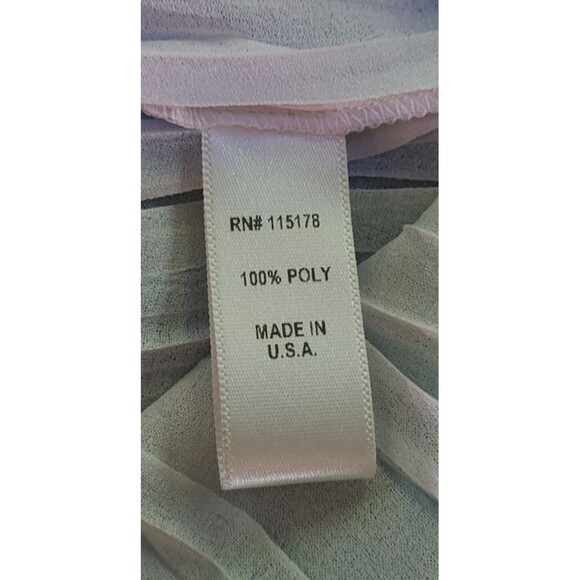 RN# 115178
100% POLY
MADE IN
U.S.A.